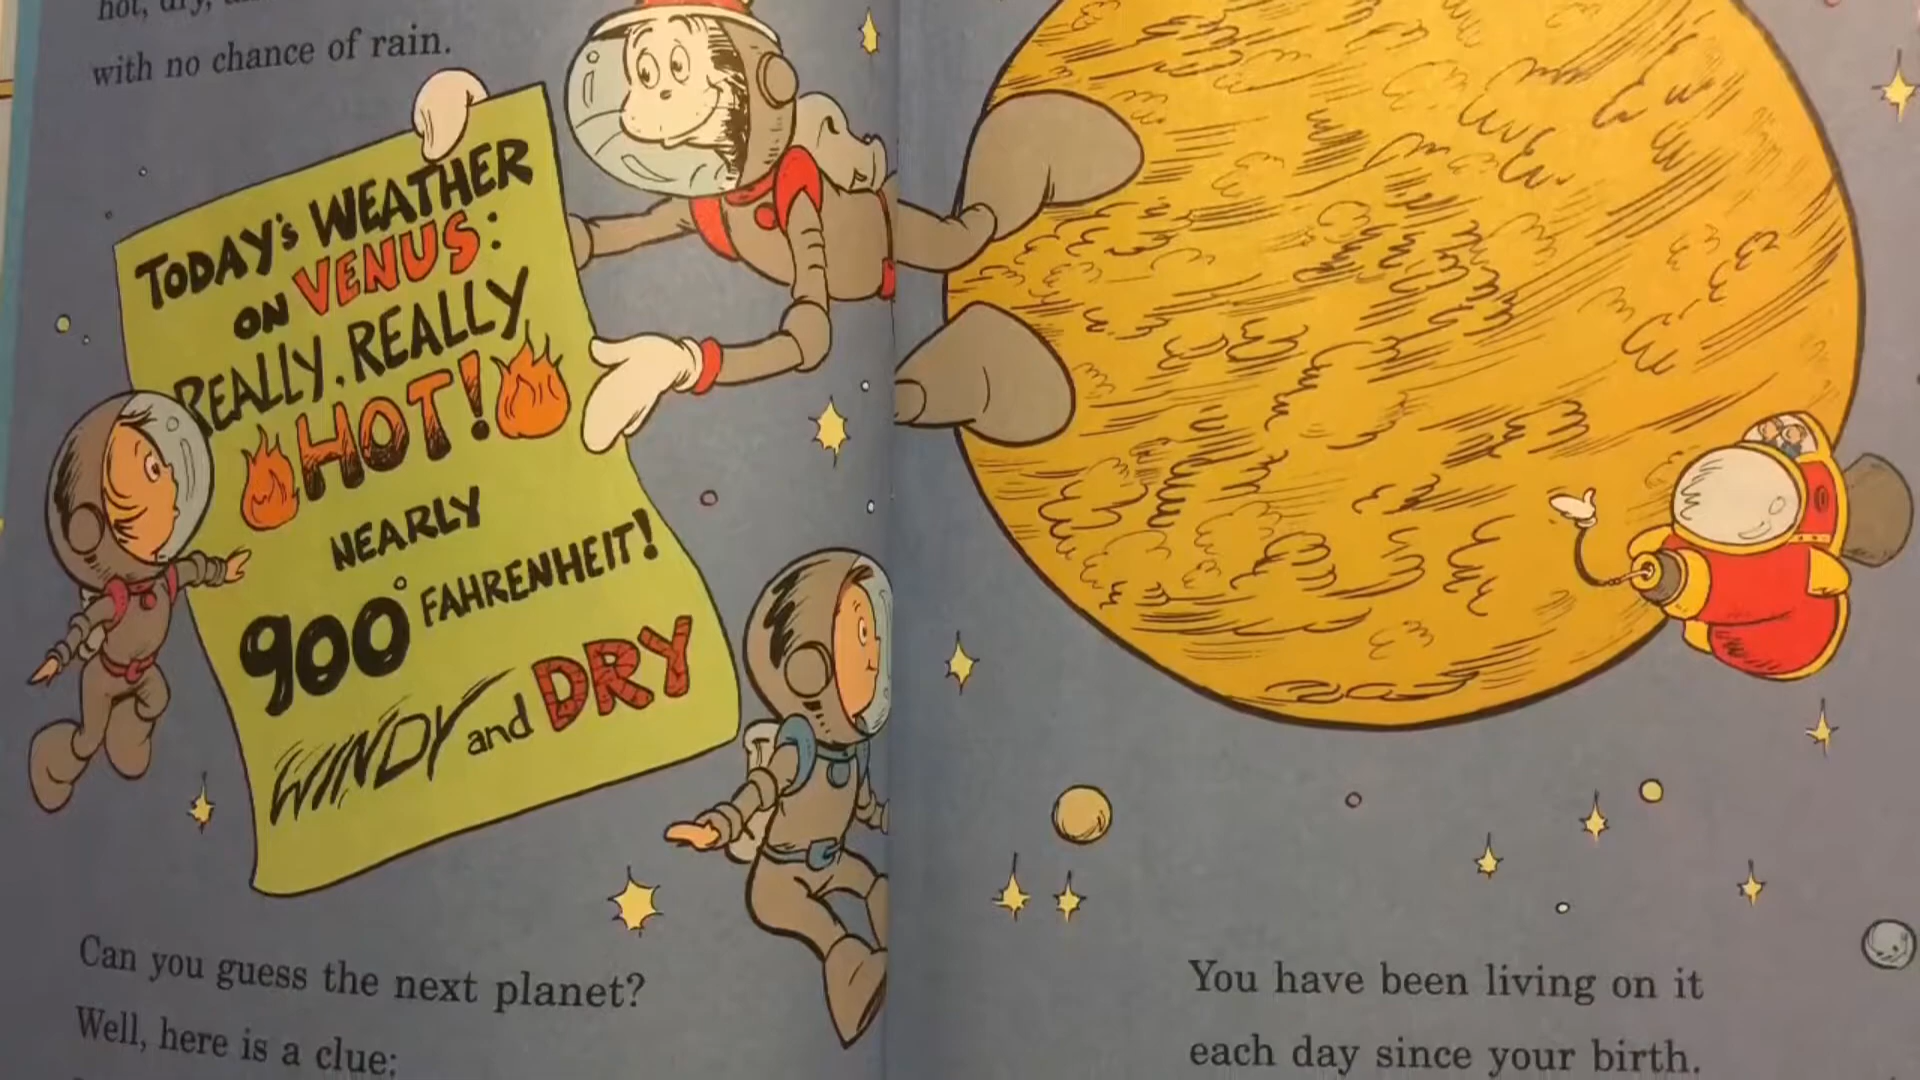 hot, dry,
with no chance of rain.
TODAY'S WEATHER
ON VENUS:
REALLY, REALLY
HOT!
NEARLY
900° FAHRENHEIT!
WINDY and DRY
Can you guess the next planet?
Well, here is a clue:
You have been living on it
each day since your birth.